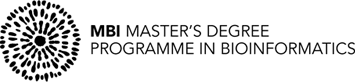 MBI MASTER'S DEGREE
PROGRAMME IN BIOINFORMATICS